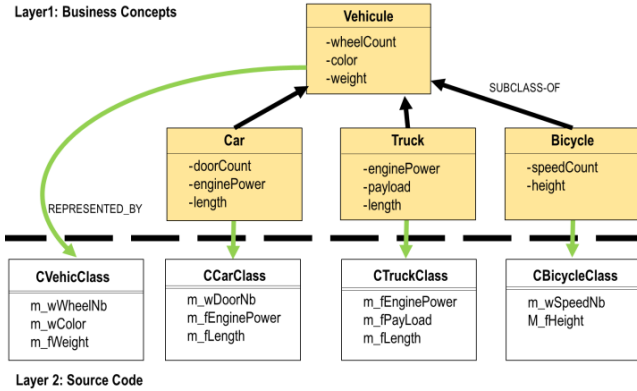 Layer1: Business Concepts
Vehicule
-wheelCount
-color
-weight
SUBCLASS-OF
Car
-doorCount
-enginePower
-length
Truck
-enginePower
-payload
-length
Bicycle
-speedCount
-height
REPRESENTED_BY
CVehicClass
m_wWheelNb
m_wColor
m_fWeight
CCarClass
m_wDoorNb
m_fEnginePower
m_fLength
CTruckClass
m_fEnginePower
m_fPayLoad
m_fLength
CBicycleClass
m_wSpeedNb
M_fHeight
Layer 2: Source Code